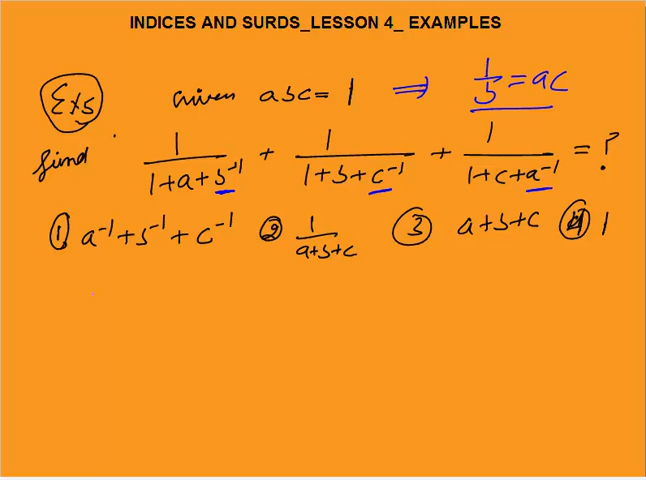 INDICES AND SURDS_LESSON 4_ EXAMPLES
Ex5 Given abc = 1 ⇒ 1/b = ac
find 1/(1+a+b⁻¹) + 1/(1+b+c⁻¹) + 1/(1+c+a⁻¹) = ?
① a⁻¹+b⁻¹+c⁻¹ ② 1/(a+b+c) ③ a+b+c ④ 1